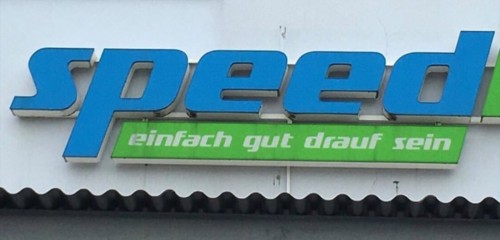 speed
einfach gut drauf sein